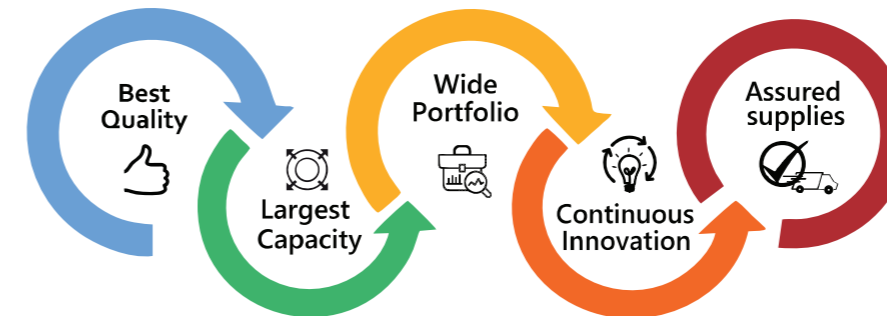 Best
Quality
Largest
Capacity
Wide
Portfolio
Continuous
Innovation
Assured
supplies